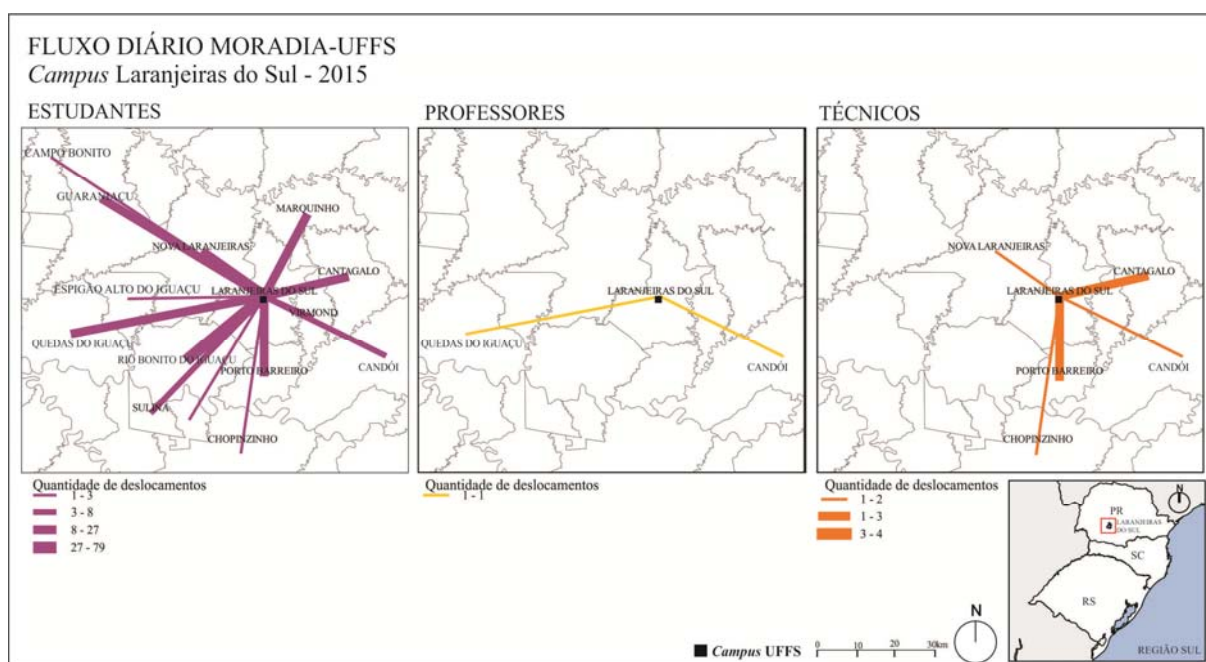 FLUXO DIÁRIO MORADIA-UFFS
Campus Laranjeiras do Sul - 2015
ESTUDANTES
CAMPO BONITO
GUARANIAÇU
MARQUINHO
NOVA LARANJEIRAS
CANTAGALO
ESPIGÃO ALTO DO IGUAÇU
LARANJEIRAS DO SUL
VIRMOND
QUEDAS DO IGUAÇU
RIO BONITO DO IGUAÇU
PORTO BARREIRO
CANDÓI
SULINA
CHOPINZINHO
Quantidade de deslocamentos
1 - 3
3 - 8
8 - 27
27 - 79
PROFESSORES
LARANJEIRAS DO SUL
QUEDAS DO IGUAÇU
CANDÓI
Quantidade de deslocamentos
1 - 1
TÉCNICOS
NOVA LARANJEIRAS
CANTAGALO
LARANJEIRAS DO SUL
PORTO BARREIRO
CANDÓI
CHOPINZINHO
Quantidade de deslocamentos
1 - 2
1 - 3
3 - 4
N
PR
LARANJEIRAS
DO SUL
SC
RS
REGIÃO SUL
N
Campus UFFS
0 10 20 30km